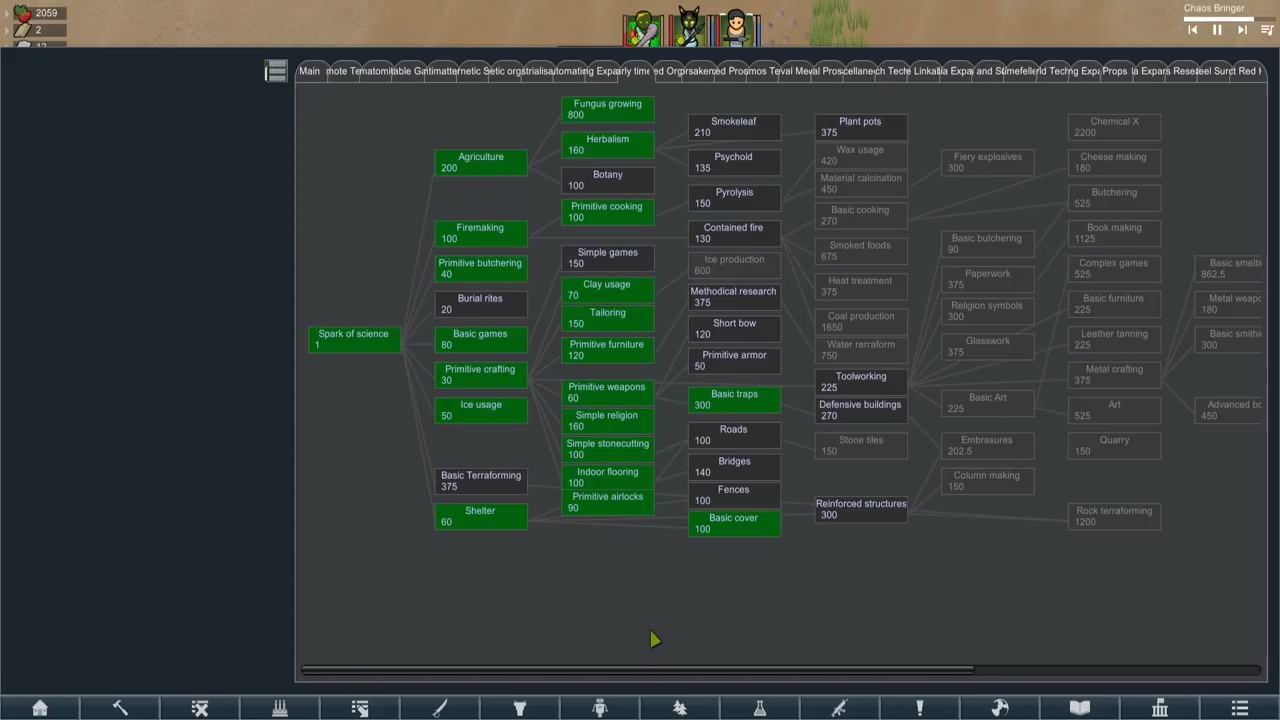 2059
Chaos Bringer
2
Main
Fungus growing
800
Smokeleaf
210
Plant pots
375
Chemical X
2200
Herbalism
160
Wax usage
420
Agriculture
200
Psychoid
135
Fiery explosives
300
Cheese making
180
Botany
100
Material calcination
450
Pyrolysis
150
Butchering
525
Primitive cooking
100
Basic cooking
270
Firemaking
100
Contained fire
130
Book making
1125
Simple games
150
Smoked foods
675
Basic butchering
90
Primitive butchering
40
Ice production
600
Complex games
525
Basic smelti
862.5
Clay usage
70
Heat treatment
375
Paperwork
375
Burial rites
20
Methodical research
375
Basic furniture
225
Metal weapo
180
Tailoring
150
Coal production
1650
Religion symbols
300
Spark of science
1
Basic games
80
Primitive furniture
120
Short bow
120
Water rerraform
750
Glasswork
375
Leather tanning
225
Basic smithin
300
Primitive crafting
30
Primitive armor
50
Toolworking
225
Metal crafting
375
Primitive weapons
60
Basic traps
300
Basic Art
225
Ice usage
50
Simple religion
160
Defensive buildings
270
Art
525
Advanced bo
450
Simple stonecutting
100
Roads
100
Stone tiles
150
Embrasures
202.5
Quarry
150
Basic Terraforming
375
Indoor flooring
100
Bridges
140
Column making
150
Primitive airlocks
90
Fences
100
Reinforced structures
300
Shelter
60
Basic cover
100
Rock terraforming
1200